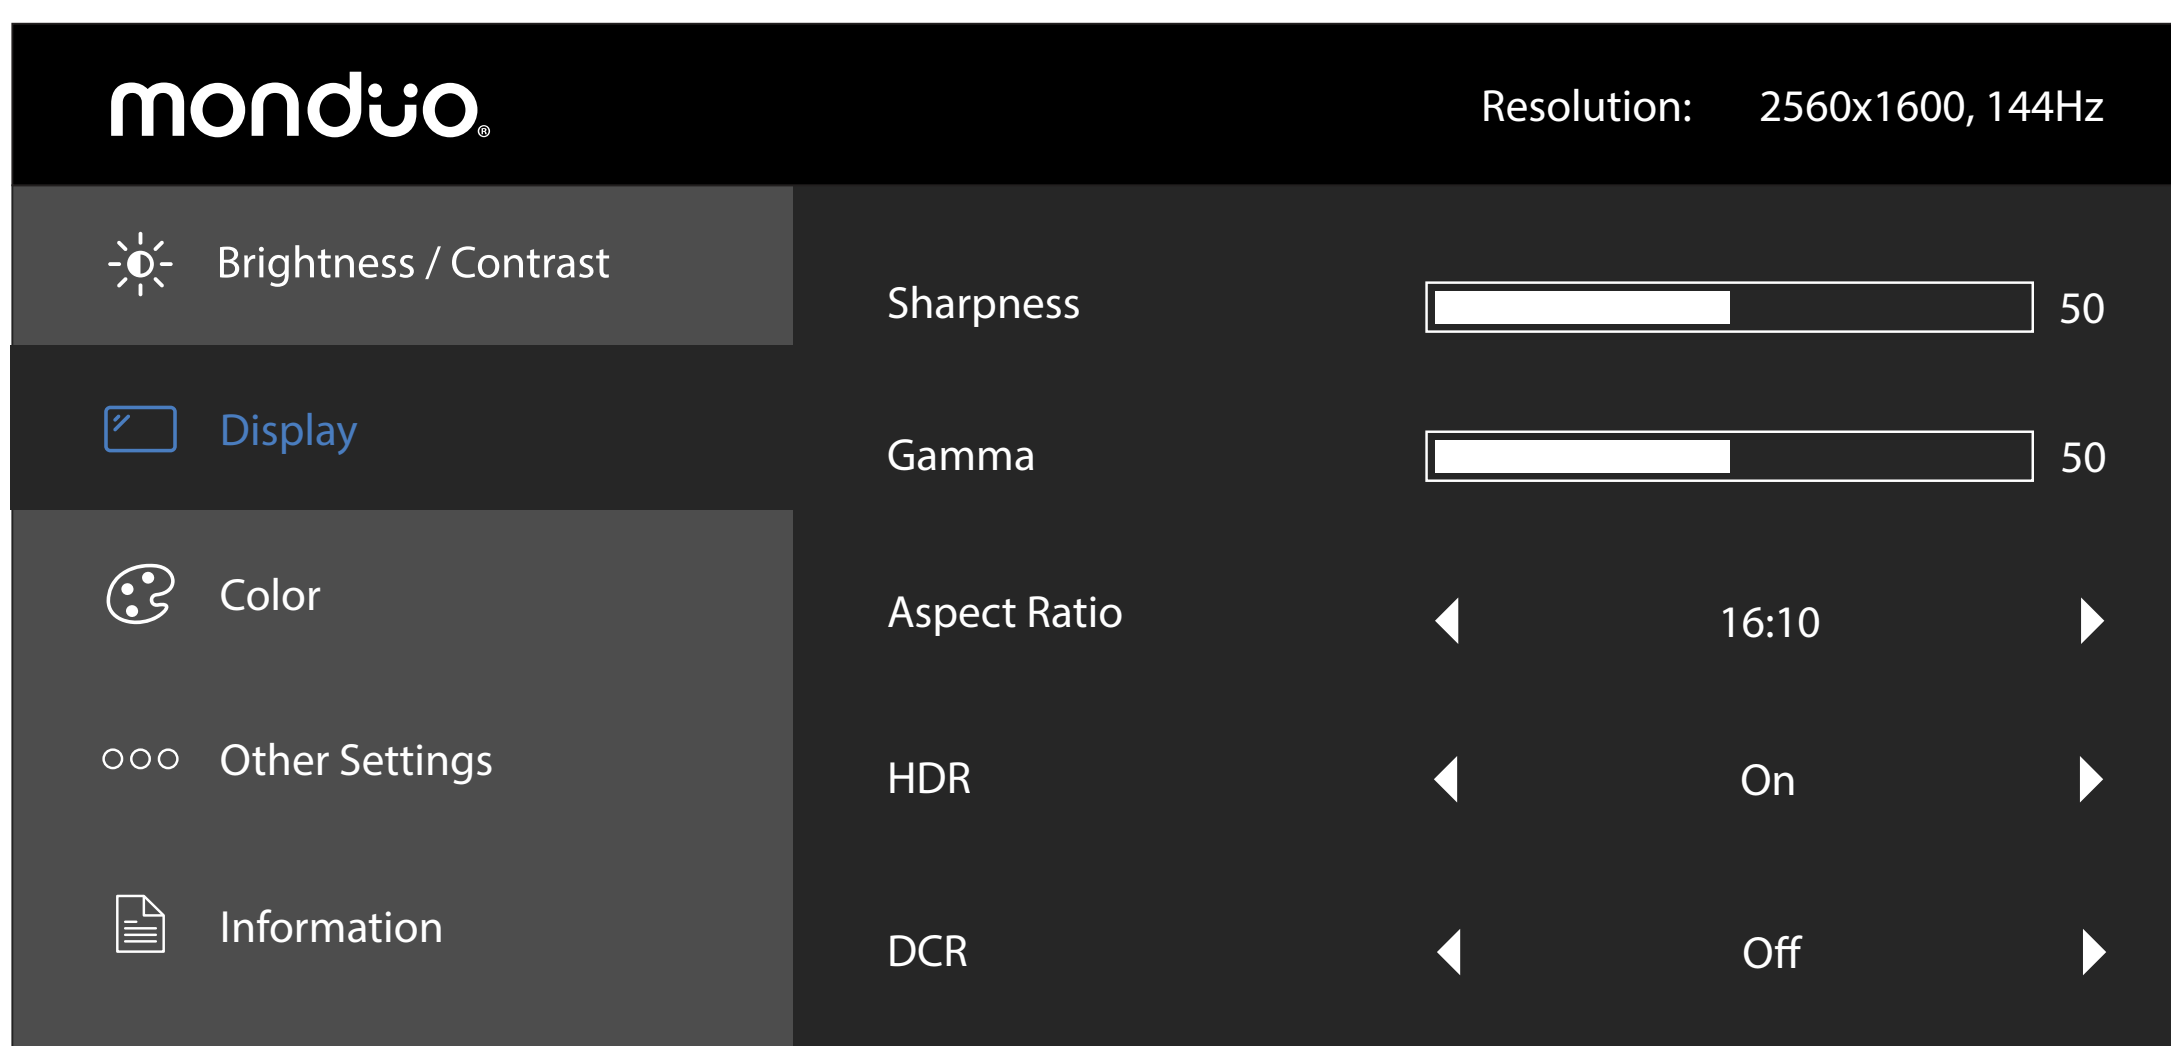 mondüo®
Resolution: 2560x1600, 144Hz
Brightness / Contrast
Display
Color
Other Settings
Information
Sharpness 50
Gamma 50
Aspect Ratio 16:10
HDR On
DCR Off